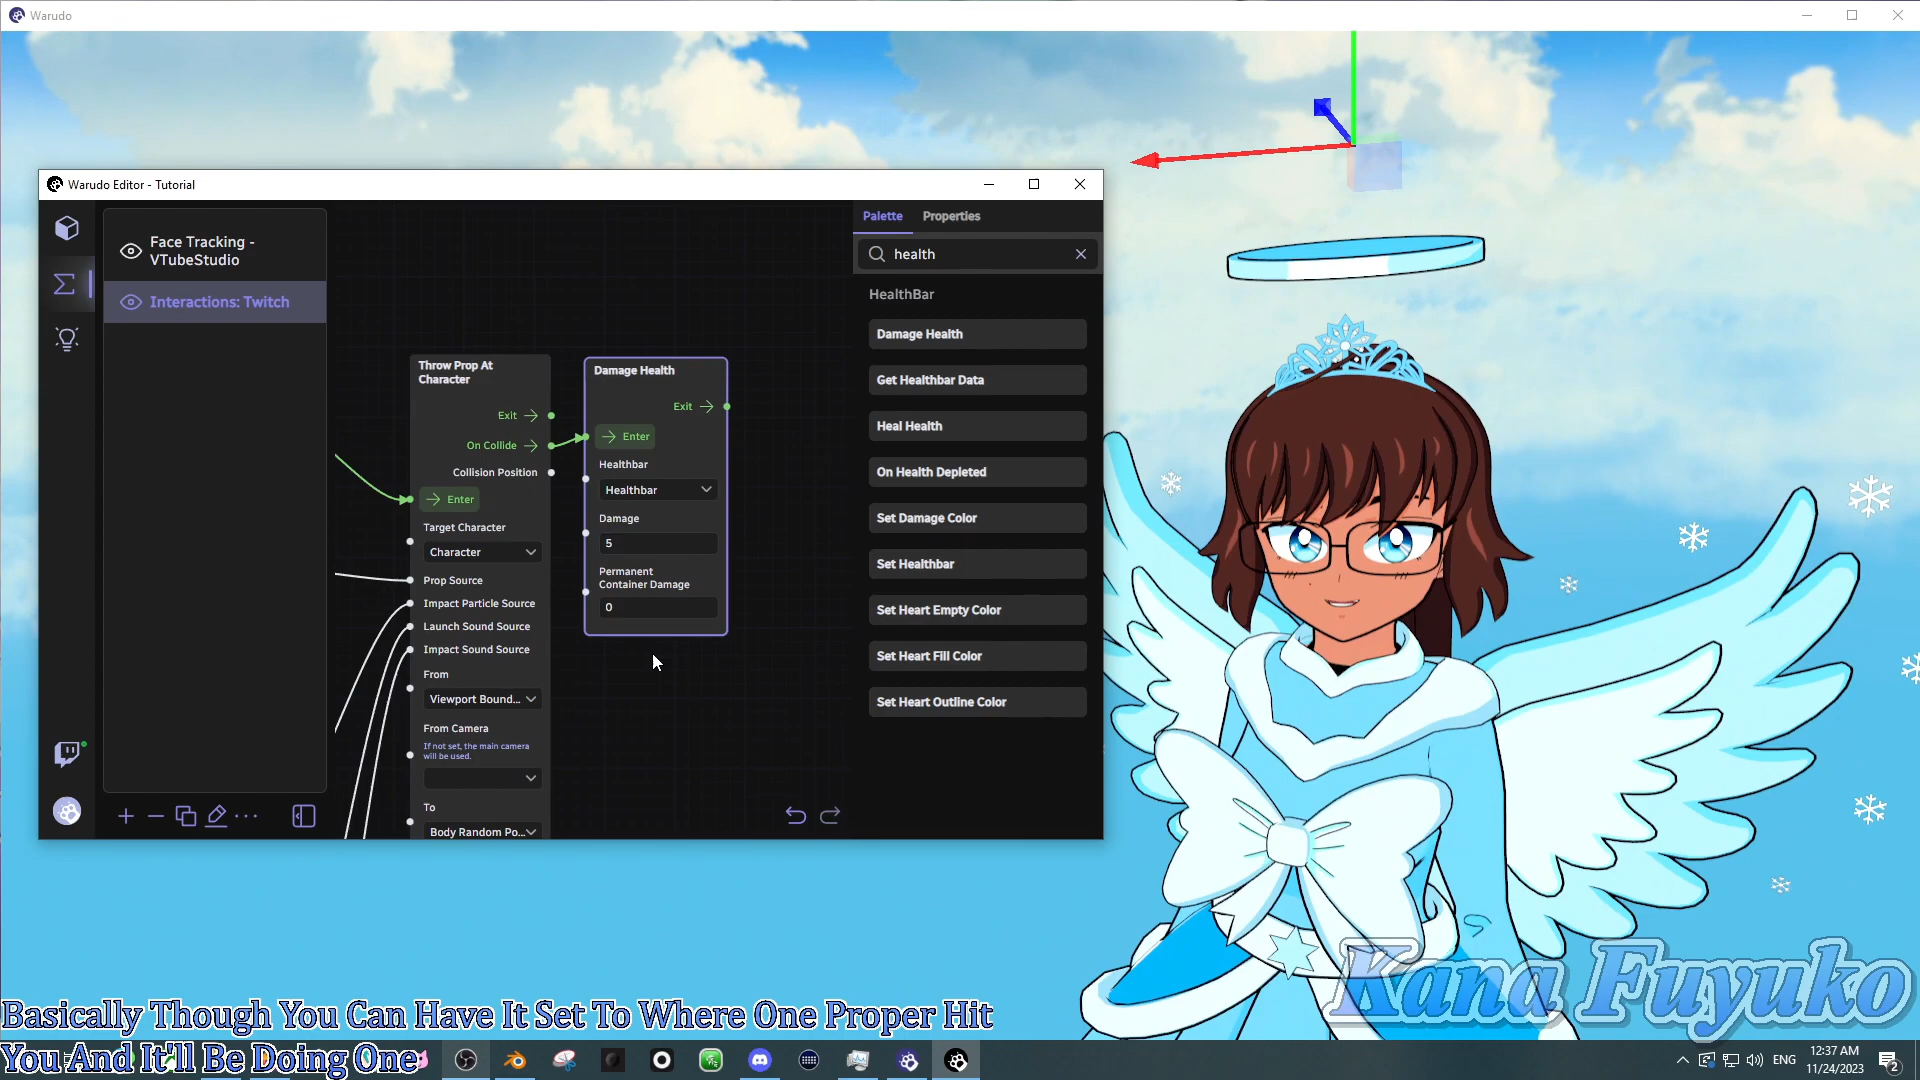 Warudo
Warudo Editor - Tutorial
Face Tracking -
VTubeStudio
Interactions: Twitch
Throw Prop At
Character
Exit
On Collide
Collision Position
Enter
Target Character
Character
Prop Source
Impact Particle Source
Launch Sound Source
Impact Sound Source
From
Viewport Bound...
From Camera
If not set, the main camera
will be used.
To
Body Random Po...
Damage Health
Exit
Enter
Healthbar
Healthbar
Damage
5
Permanent
Container Damage
0
Palette
Properties
health
HealthBar
Damage Health
Get Healthbar Data
Heal Health
On Health Depleted
Set Damage Color
Set Healthbar
Set Heart Empty Color
Set Heart Fill Color
Set Heart Outline Color
Kana Fuyuko
Basically Though You Can Have It Set To Where One Proper Hit
You And It'll Be Doing One
ENG
12:37 AM
11/24/2023
2